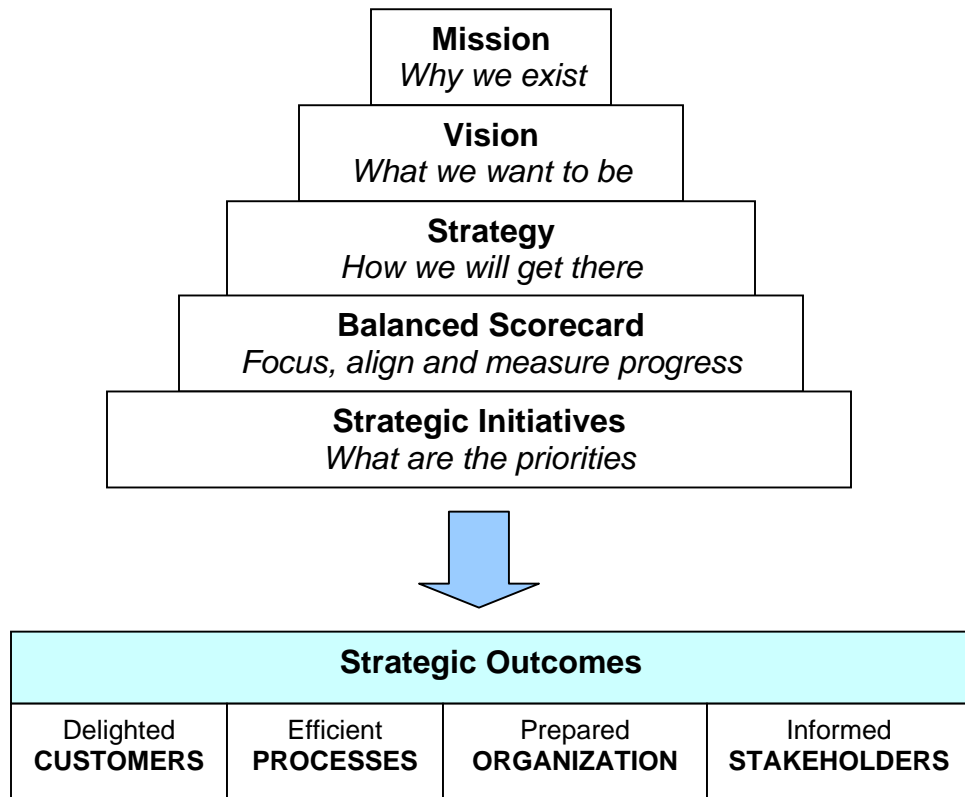 Mission
Why we exist
Vision
What we want to be
Strategy
How we will get there
Balanced Scorecard
Focus, align and measure progress
Strategic Initiatives
What are the priorities
Strategic Outcomes
Delighted
CUSTOMERS
Efficient
PROCESSES
Prepared
ORGANIZATION
Informed
STAKEHOLDERS